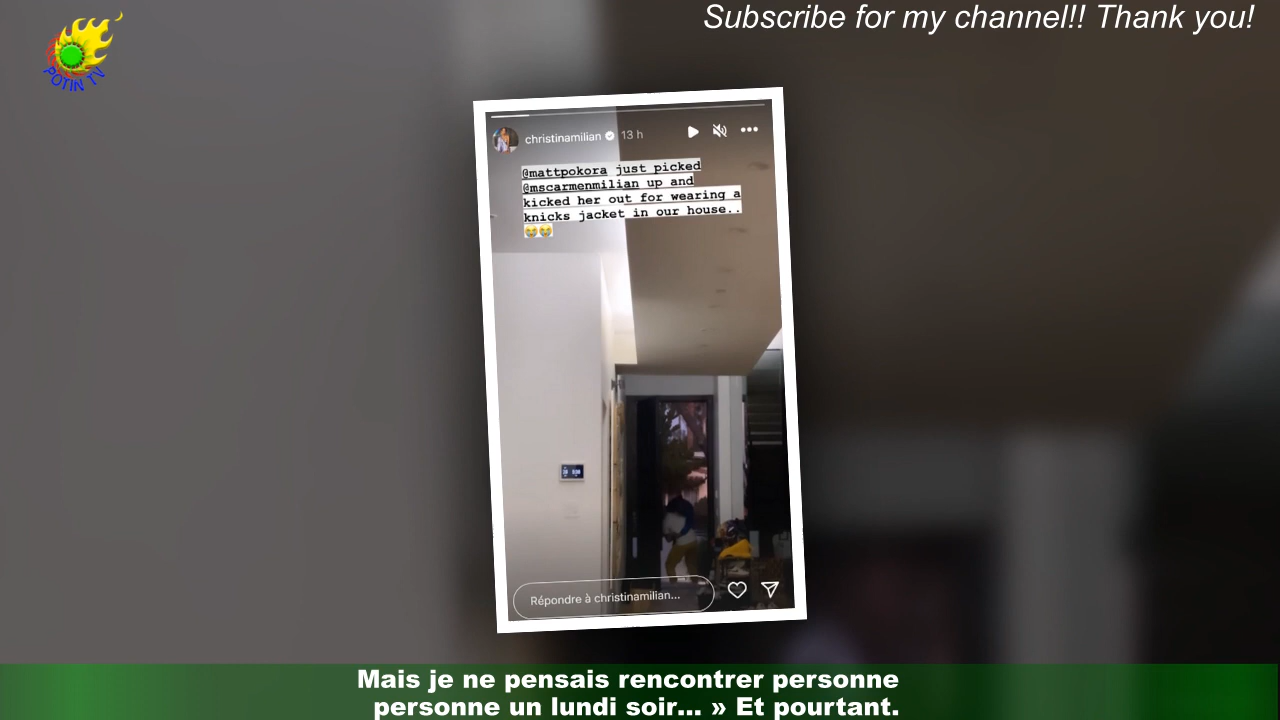 Subscribe for my channel!! Thank you!
POTIN TV
christinamilian 13 h
@mattpokora just picked
@mscarmenmilian up and
kicked her out for wearing a
knicks jacket in our house..
😭😭
Répondre à christinamilian...
Mais je ne pensais rencontrer personne
personne un lundi soir... » Et pourtant.